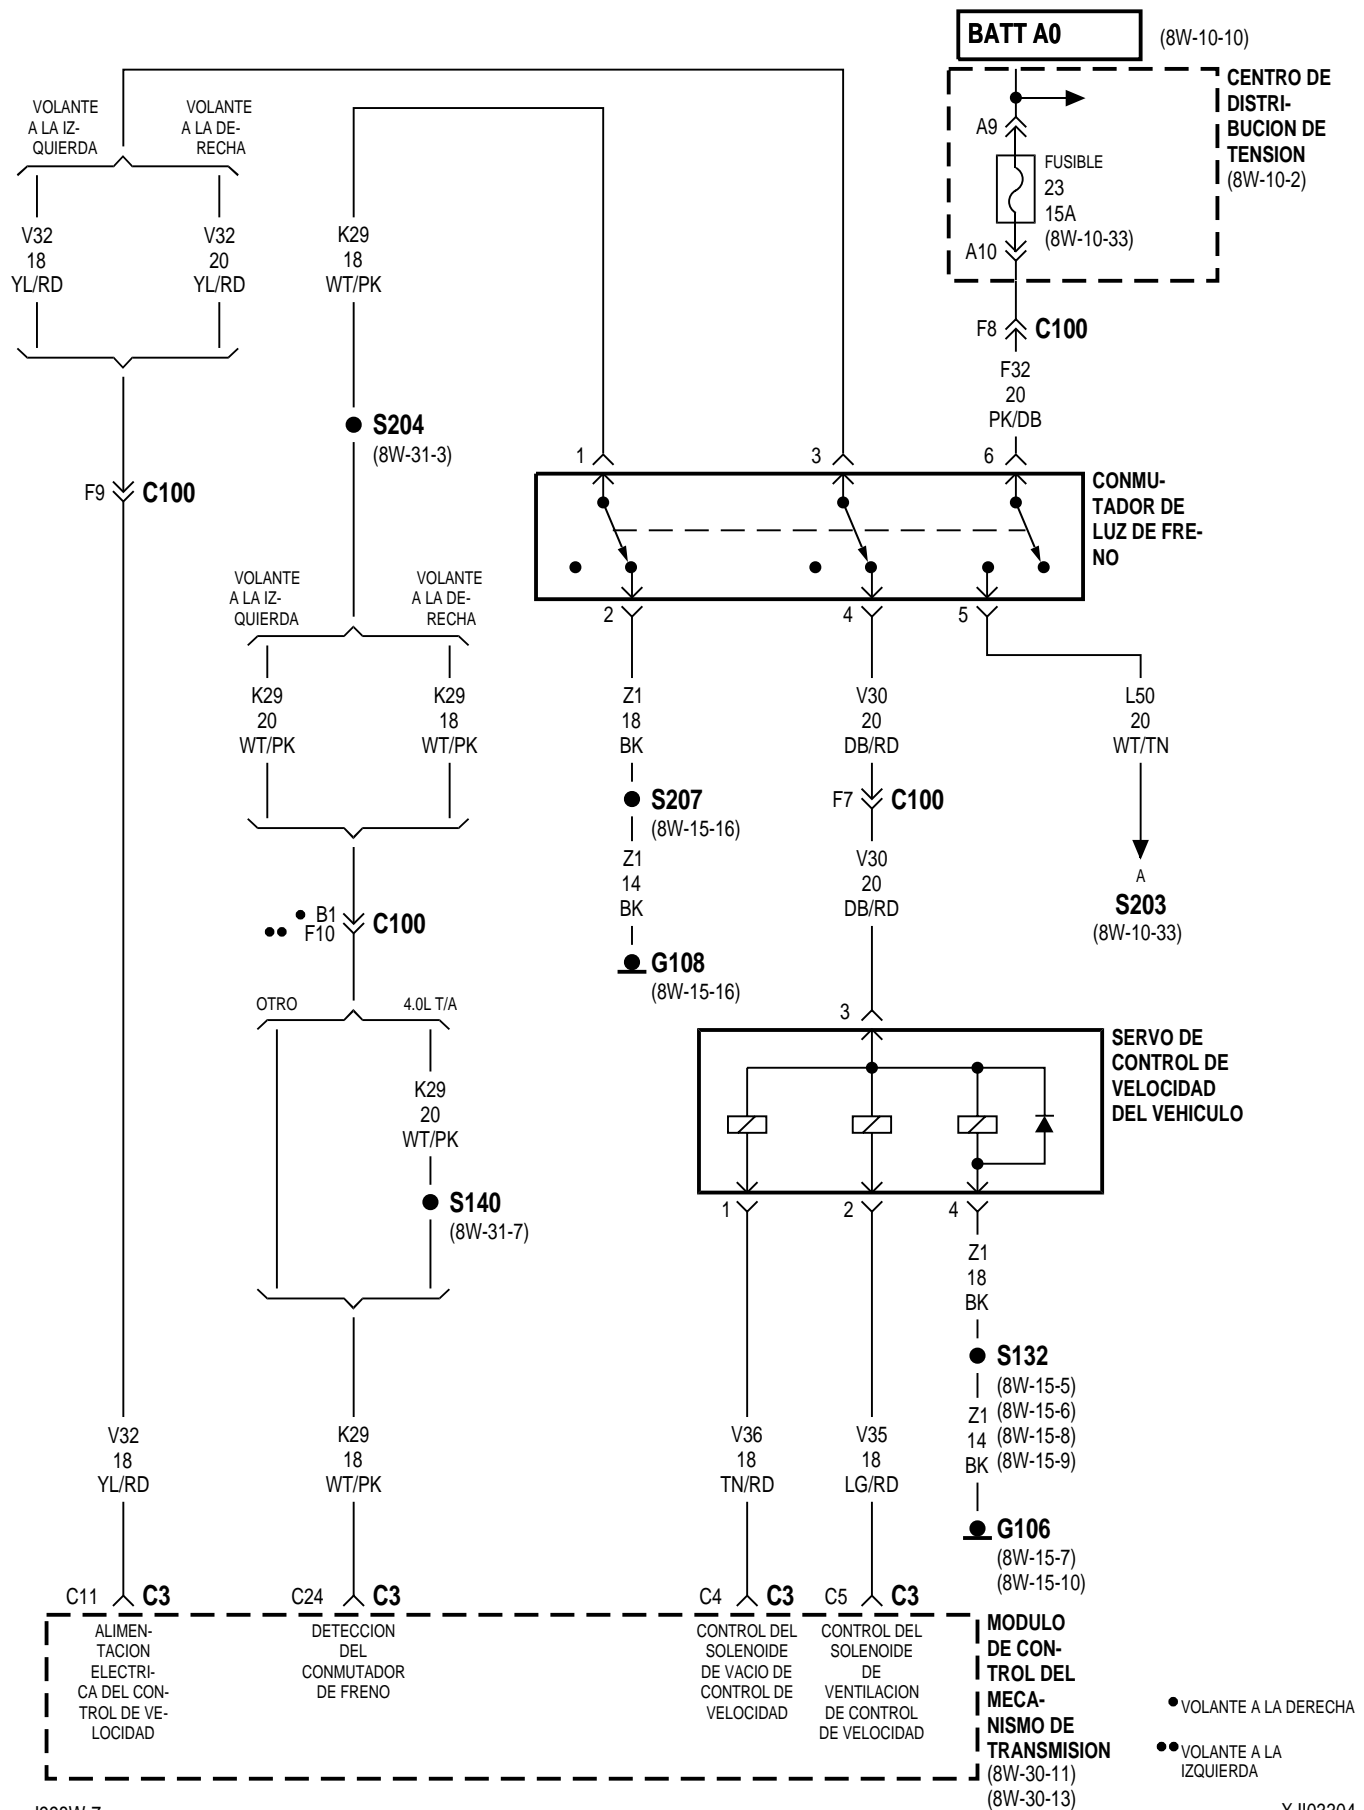 BATT A0
(8W-10-10)
CENTRO DE
DISTRI-
BUCION DE
TENSION
(8W-10-2)
A9
FUSIBLE
23
15A
(8W-10-33)
A10
F8
C100
F32
20
PK/DB
VOLANTE
A LA IZ-
QUIERDA
VOLANTE
A LA DE-
RECHA
V32
18
YL/RD
V32
20
YL/RD
K29
18
WT/PK
S204
(8W-31-3)
F9
C100
1
3
6
CONMU-
TADOR DE
LUZ DE FRE-
NO
2
4
5
VOLANTE
A LA IZ-
QUIERDA
VOLANTE
A LA DE-
RECHA
K29
20
WT/PK
K29
18
WT/PK
Z1
18
BK
V30
20
DB/RD
L50
20
WT/TN
S207
(8W-15-16)
F7
C100
Z1
14
BK
V30
20
DB/RD
A
S203
(8W-10-33)
B1
F10
C100
G108
(8W-15-16)
OTRO
4.0L T/A
K29
20
WT/PK
S140
(8W-31-7)
3
SERVO DE
CONTROL DE
VELOCIDAD
DEL VEHICULO
1
2
4
Z1
18
BK
S132
(8W-15-5)
(8W-15-6)
(8W-15-8)
(8W-15-9)
Z1
14
BK
V32
18
YL/RD
K29
18
WT/PK
V36
18
TN/RD
V35
18
LG/RD
G106
(8W-15-7)
(8W-15-10)
C11
C3
C24
C3
C4
C3
C5
C3
ALIMEN-
TACION
ELECTRI-
CA DEL CON-
TROL DE VE-
LOCIDAD
DETECCION
DEL
CONMUTADOR
DE FRENO
CONTROL DEL
SOLENOIDE
DE VACIO DE
CONTROL DE
VELOCIDAD
CONTROL DEL
SOLENOIDE
DE
VENTILACION
DE CONTROL
DE VELOCIDAD
MODULO
DE CON-
TROL DEL
MECA-
NISMO DE
TRANSMISION
(8W-30-11)
(8W-30-13)
VOLANTE A LA DERECHA
VOLANTE A LA
IZQUIERDA